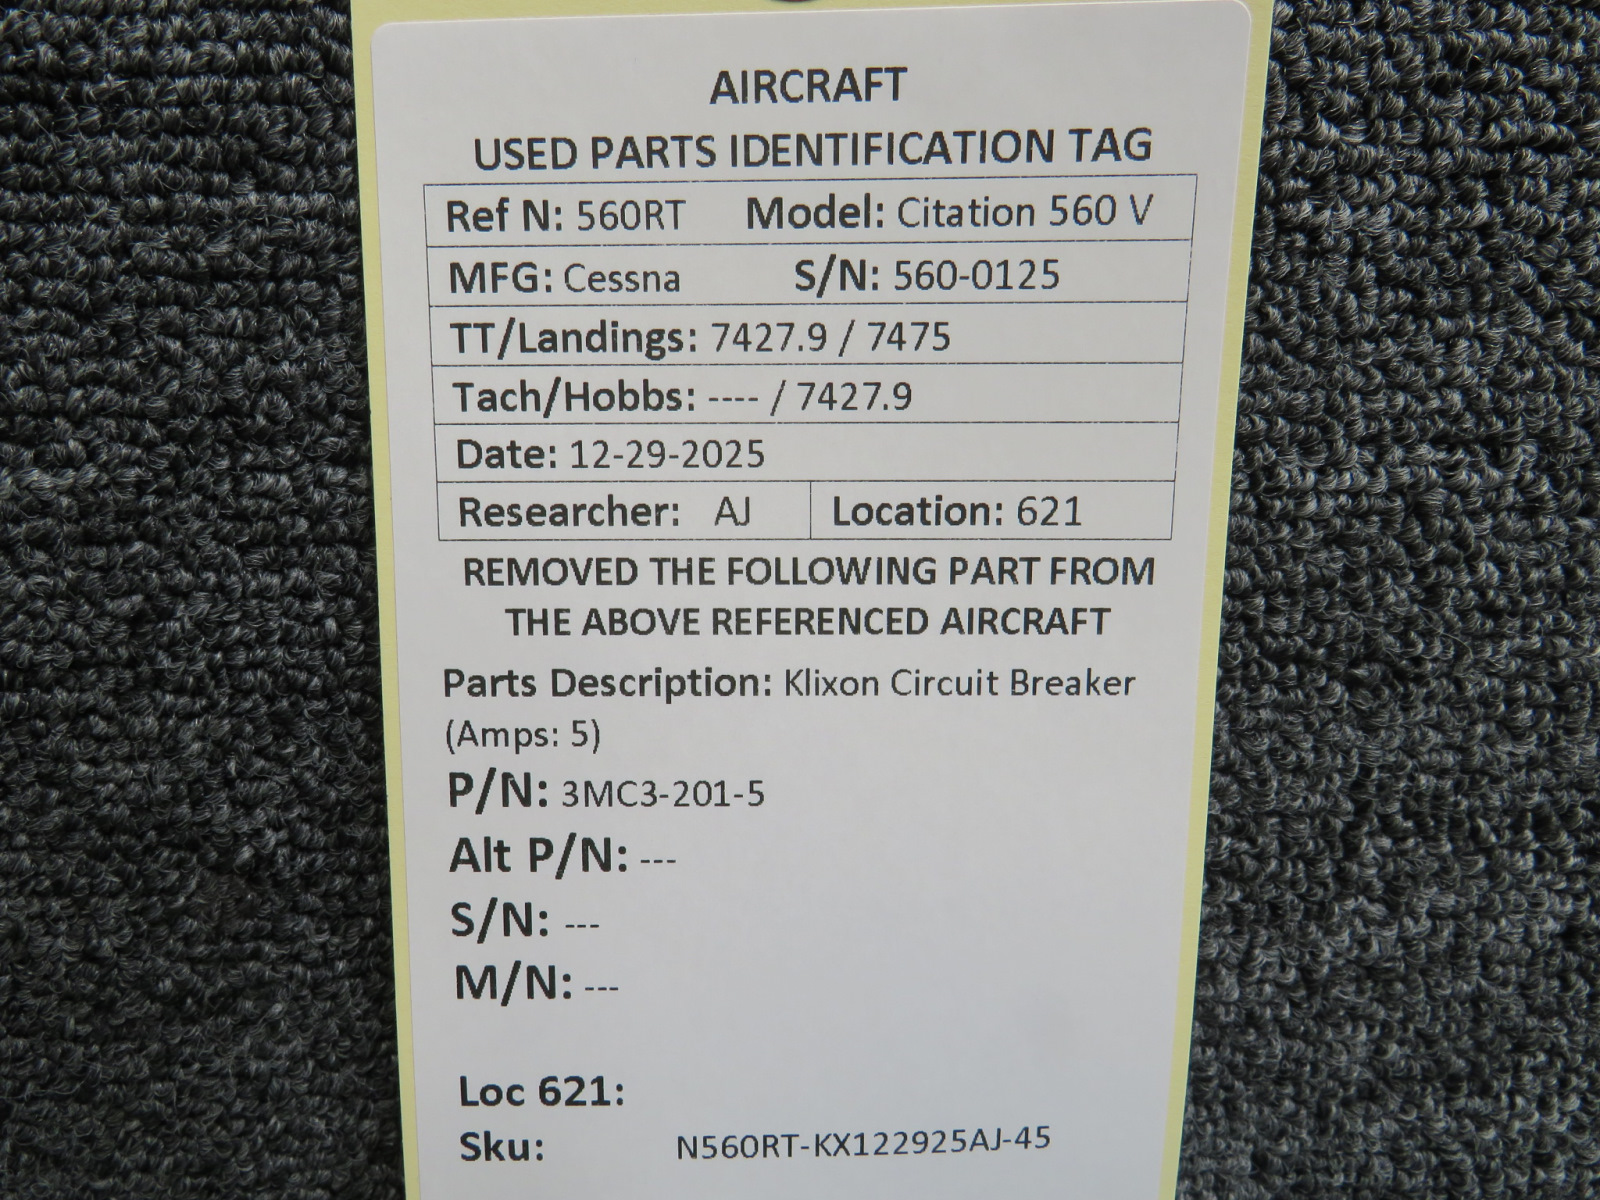 AIRCRAFT
USED PARTS IDENTIFICATION TAG
Ref N: 560RT Model: Citation 560 V
MFG: Cessna S/N: 560-0125
TT/Landings: 7427.9 / 7475
Tach/Hobbs: ---- / 7427.9
Date: 12-29-2025
Researcher: AJ Location: 621
REMOVED THE FOLLOWING PART FROM
THE ABOVE REFERENCED AIRCRAFT
Parts Description: Klixon Circuit Breaker
(Amps: 5)
P/N: 3MC3-201-5
Alt P/N: ---
S/N: ---
M/N: ---
Loc 621:
Sku: N560RT-KX122925AJ-45